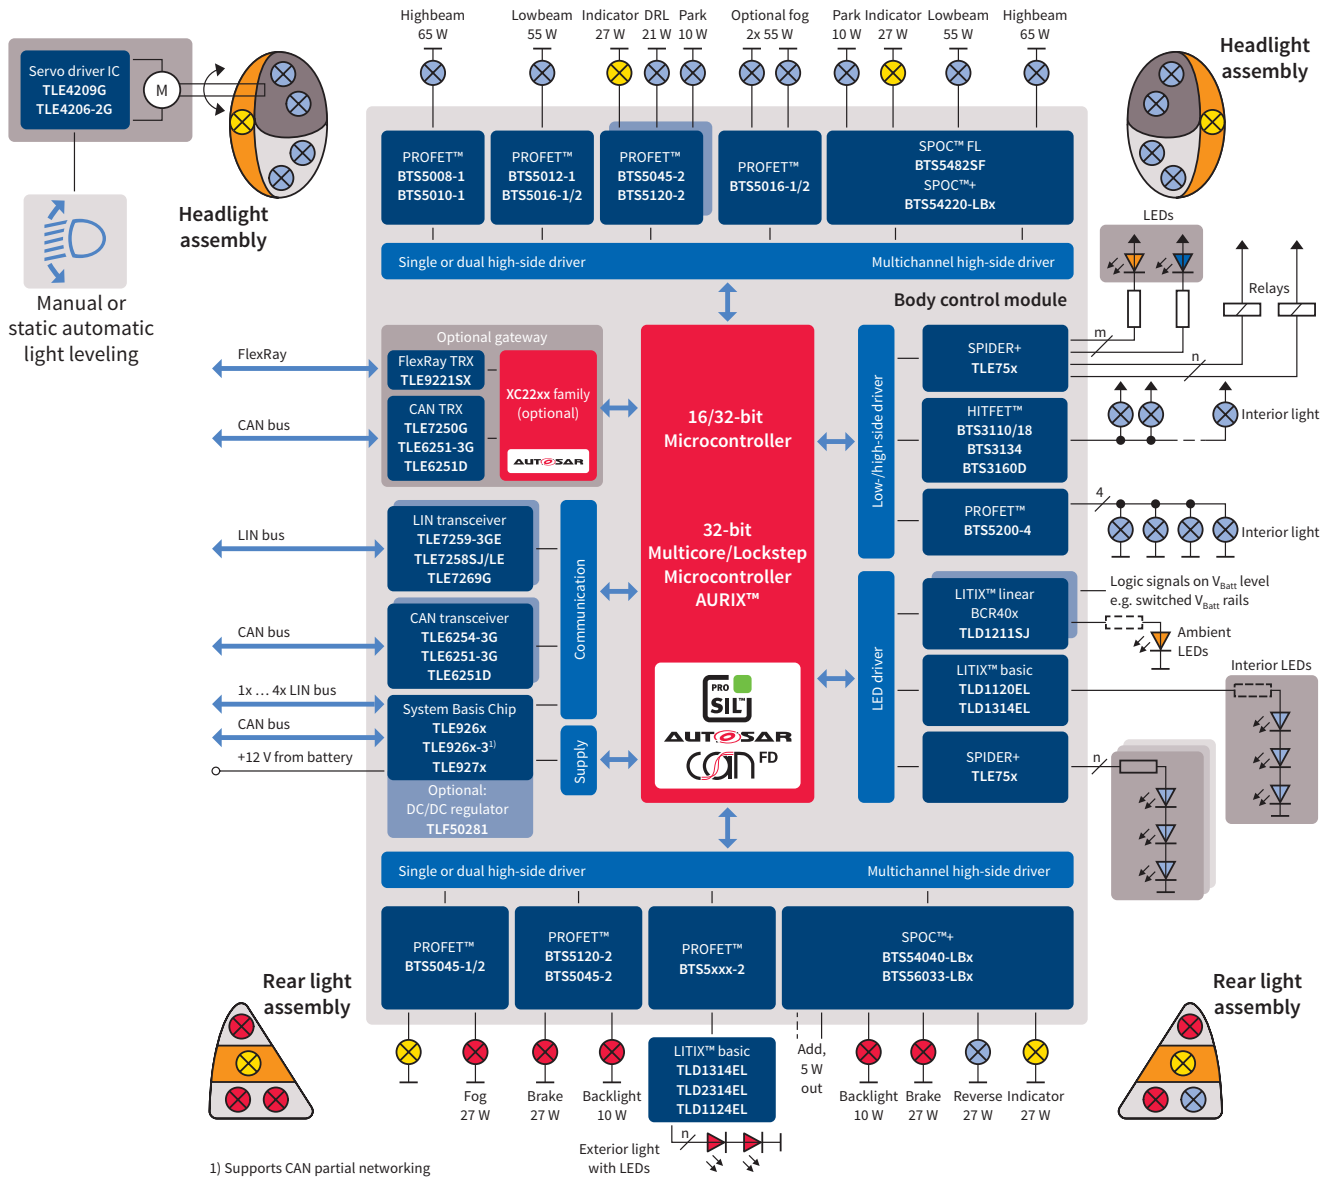 Highbeam
65 W
Lowbeam
55 W
Indicator
27 W
DRL
21 W
Park
10 W
Optional fog
2x 55 W
Park
10 W
Indicator
27 W
Lowbeam
55 W
Highbeam
65 W
Servo driver IC
TLE4209G
TLE4206-2G
M
Headlight
assembly
Manual or
static automatic
light leveling
Headlight
assembly
PROFET™
BTS5008-1
BTS5010-1
PROFET™
BTS5012-1
BTS5016-1/2
PROFET™
BTS5045-2
BTS5120-2
PROFET™
BTS5016-1/2
SPOC™ FL
BTS5482SF
SPOC™+
BTS54220-LBx
Single or dual high-side driver
Multichannel high-side driver
Body control module
LEDs
Relays
m
n
Interior light
4
Interior light
Optional gateway
FlexRay
FlexRay TRX
TLE9221SX
CAN bus
CAN TRX
TLE7250G
TLE6251-3G
TLE6251D
XC22xx family
(optional)
AUTOSAR
LIN bus
LIN transceiver
TLE7259-3GE
TLE7258SJ/LE
TLE7269G
CAN bus
CAN transceiver
TLE6254-3G
TLE6251-3G
TLE6251D
1x … 4x LIN bus
CAN bus
+12 V from battery
System Basis Chip
TLE926x
TLE926x-3¹⁾
TLE927x
Optional:
DC/DC regulator
TLF50281
Communication
Supply
16/32-bit
Microcontroller
32-bit
Multicore/Lockstep
Microcontroller
AURIX™
PRO
SIL™
AUTOSAR
CAN FD
Low-/high-side driver
LED driver
SPIDER+
TLE75x
HITFET™
BTS3110/18
BTS3134
BTS3160D
PROFET™
BTS5200-4
LITIX™ linear
BCR40x
TLD1211SJ
LITIX™ basic
TLD1120EL
TLD1314EL
SPIDER+
TLE75x
Logic signals on VBatt level
e.g. switched VBatt rails
Ambient
LEDs
Interior LEDs
n
Single or dual high-side driver
Multichannel high-side driver
PROFET™
BTS5045-1/2
PROFET™
BTS5120-2
BTS5045-2
PROFET™
BTS5xxx-2
SPOC™+
BTS54040-LBx
BTS56033-LBx
Rear light
assembly
Rear light
assembly
Fog
27 W
Brake
27 W
Backlight
10 W
LITIX™ basic
TLD1314EL
TLD2314EL
TLD1124EL
Add,
5 W
out
Backlight
10 W
Brake
27 W
Reverse
27 W
Indicator
27 W
n
Exterior light
with LEDs
1) Supports CAN partial networking